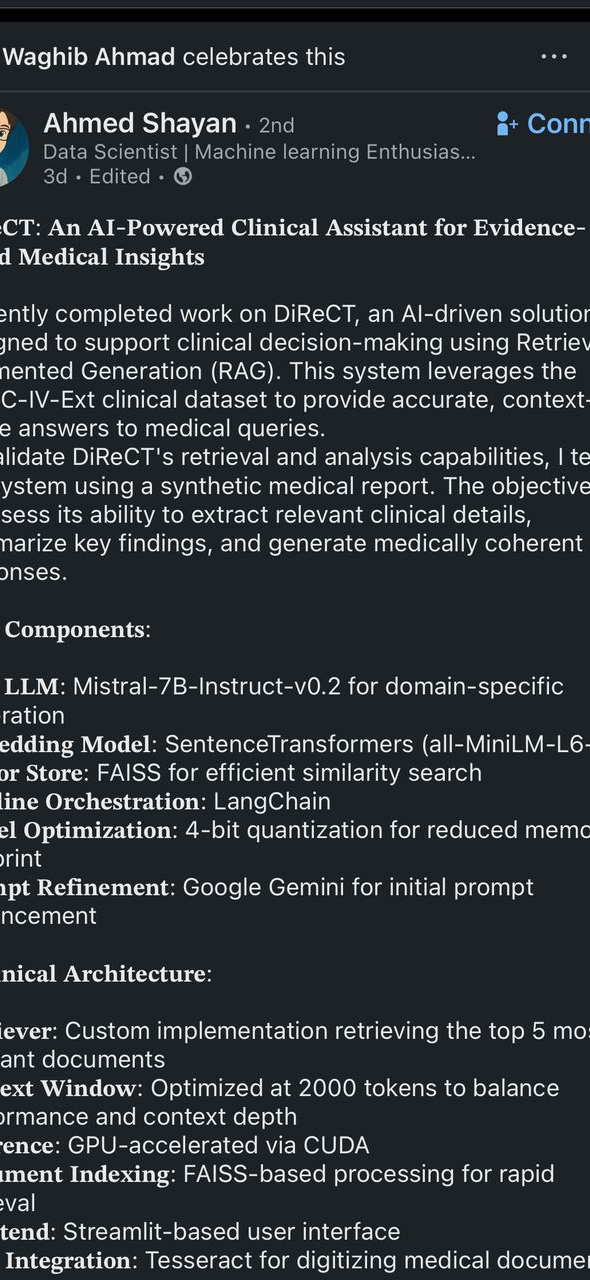 Waghib Ahmad celebrates this
Ahmed Shayan • 2nd
Conn
Data Scientist | Machine learning Enthusias...
3d • Edited •
eCT: An AI-Powered Clinical Assistant for Evidence-
d Medical Insights
ently completed work on DiReCT, an AI-driven solution
gned to support clinical decision-making using Retriev
mented Generation (RAG). This system leverages the
C-IV-Ext clinical dataset to provide accurate, context-
e answers to medical queries.
alidate DiReCT's retrieval and analysis capabilities, I te
ystem using a synthetic medical report. The objective
sess its ability to extract relevant clinical details,
marize key findings, and generate medically coherent
onses.
Components:
LLM: Mistral-7B-Instruct-v0.2 for domain-specific
eration
edding Model: SentenceTransformers (all-MiniLM-L6-
or Store: FAISS for efficient similarity search
line Orchestration: LangChain
el Optimization: 4-bit quantization for reduced memo
print
mpt Refinement: Google Gemini for initial prompt
ancement
nical Architecture:
iever: Custom implementation retrieving the top 5 mos
ant documents
ext Window: Optimized at 2000 tokens to balance
ormance and context depth
rence: GPU-accelerated via CUDA
ument Indexing: FAISS-based processing for rapid
eval
tend: Streamlit-based user interface
Integration: Tesseract for digitizing medical documen